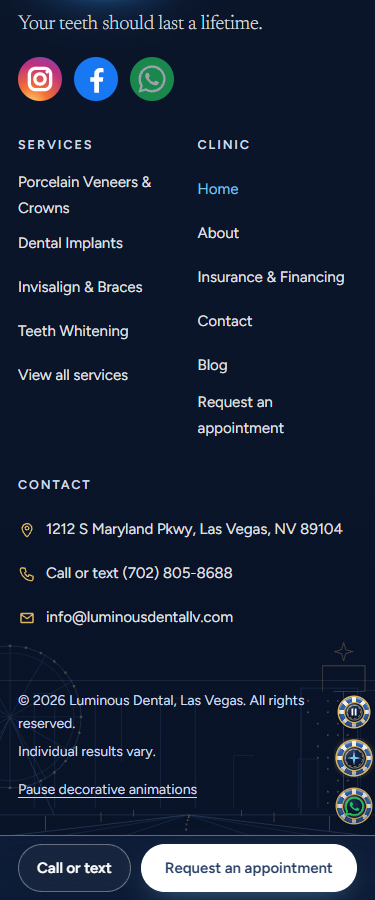 Your teeth should last a lifetime.
SERVICES
Porcelain Veneers &
Crowns
Dental Implants
Invisalign & Braces
Teeth Whitening
View all services
CLINIC
Home
About
Insurance & Financing
Contact
Blog
Request an
appointment
CONTACT
1212 S Maryland Pkwy, Las Vegas, NV 89104
Call or text (702) 805-8688
info@luminousdentallv.com
© 2026 Luminous Dental, Las Vegas. All rights
reserved.
Individual results vary.
Pause decorative animations
Call or text
Request an appointment